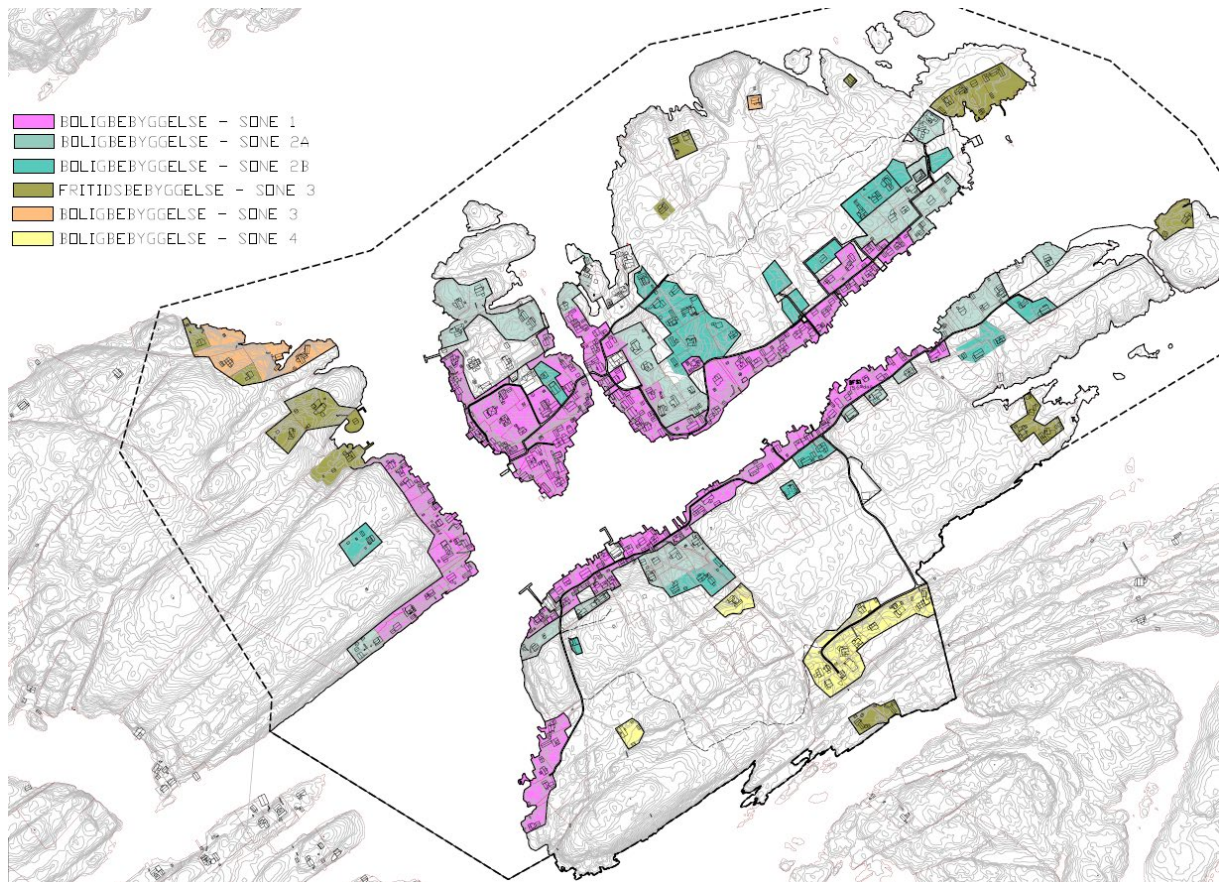 BOLIGBEBYGGELSE - SONE 1
BOLIGBEBYGGELSE - SONE 2A
BOLIGBEBYGGELSE - SONE 2B
FRITIDSBEBYGGELSE - SONE 3
BOLIGBEBYGGELSE - SONE 3
BOLIGBEBYGGELSE - SONE 4